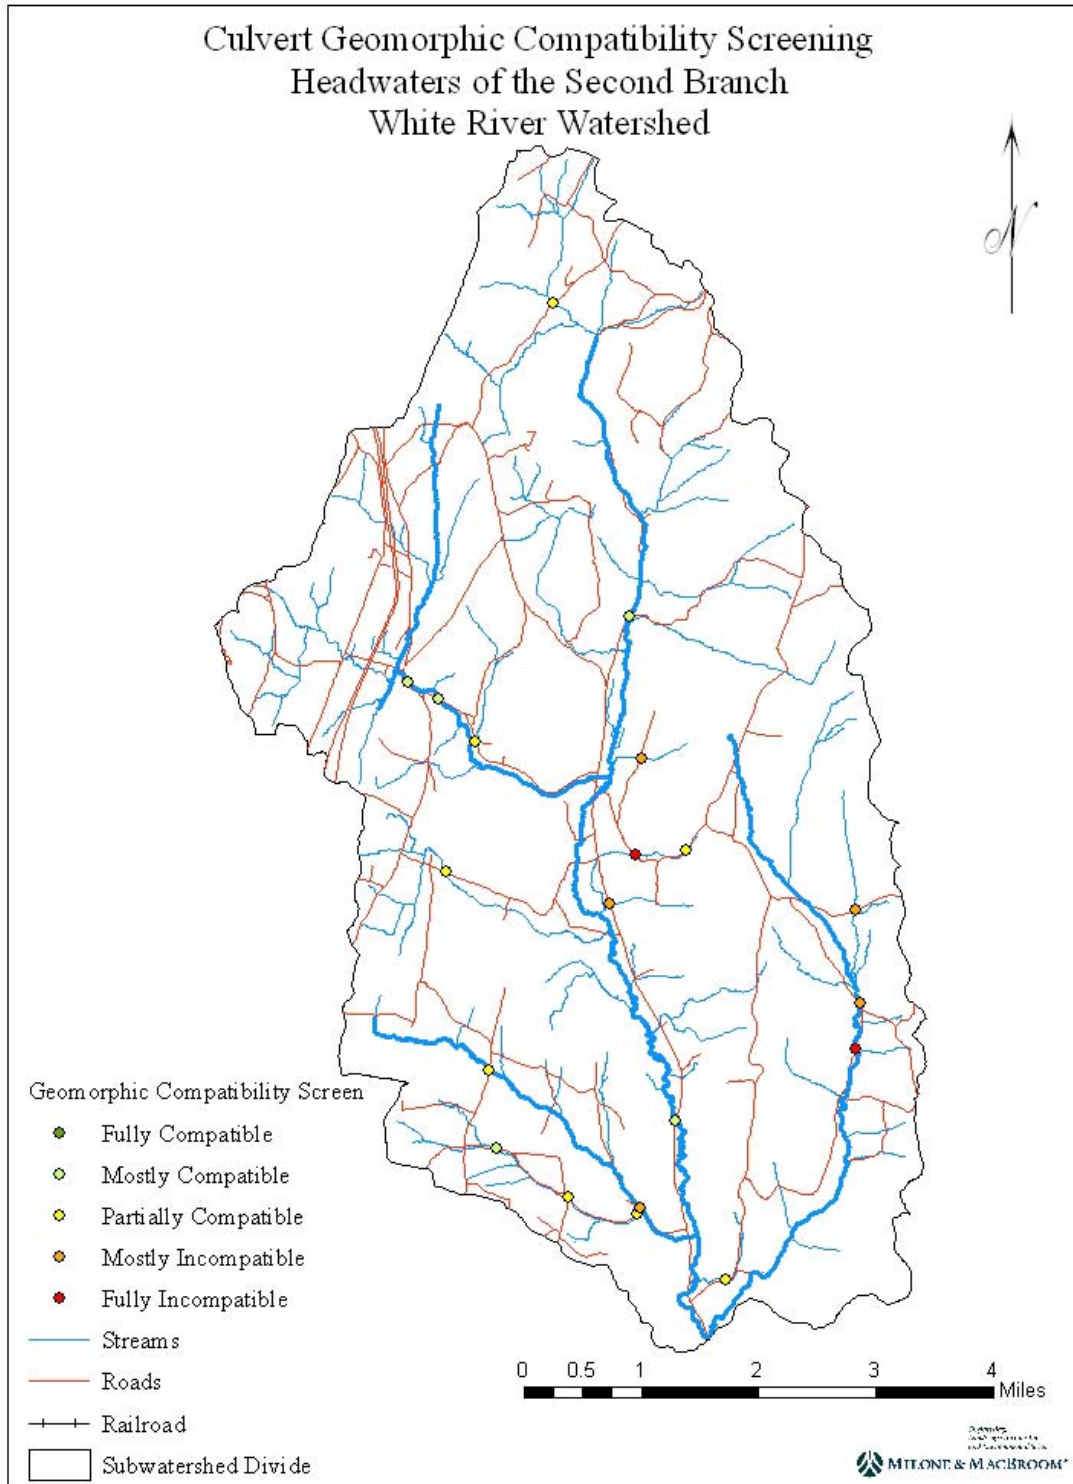 Culvert Geomorphic Compatibility Screening
Headwaters of the Second Branch
White River Watershed
N
Geomorphic Compatibility Screen
Fully Compatible
Mostly Compatible
Partially Compatible
Mostly Incompatible
Fully Incompatible
Streams
Roads
Railroad
Subwatershed Divide
0 0.5 1 2 3 4
Miles
MILONE & MACBROOM